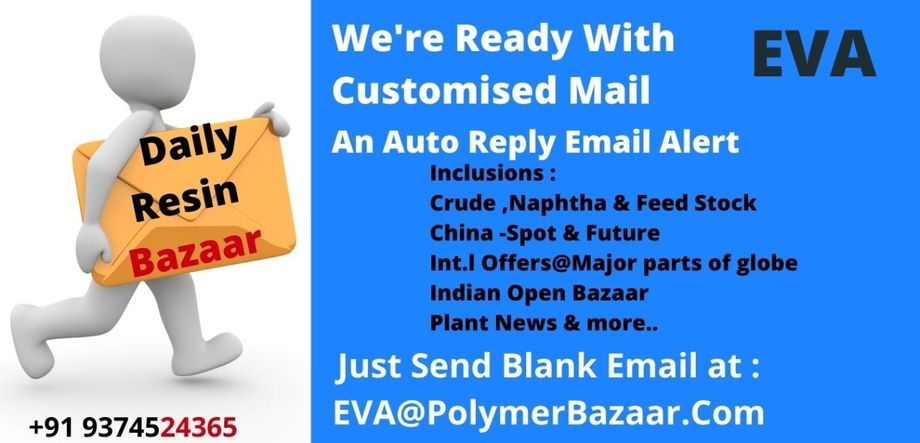 Daily
Resin
Bazaar
+91 9374524365
We're Ready With
Customised Mail
EVA
An Auto Reply Email Alert
Inclusions :
Crude ,Naphtha & Feed Stock
China -Spot & Future
Int.l Offers@Major parts of globe
Indian Open Bazaar
Plant News & more..
Just Send Blank Email at :
EVA@PolymerBazaar.Com